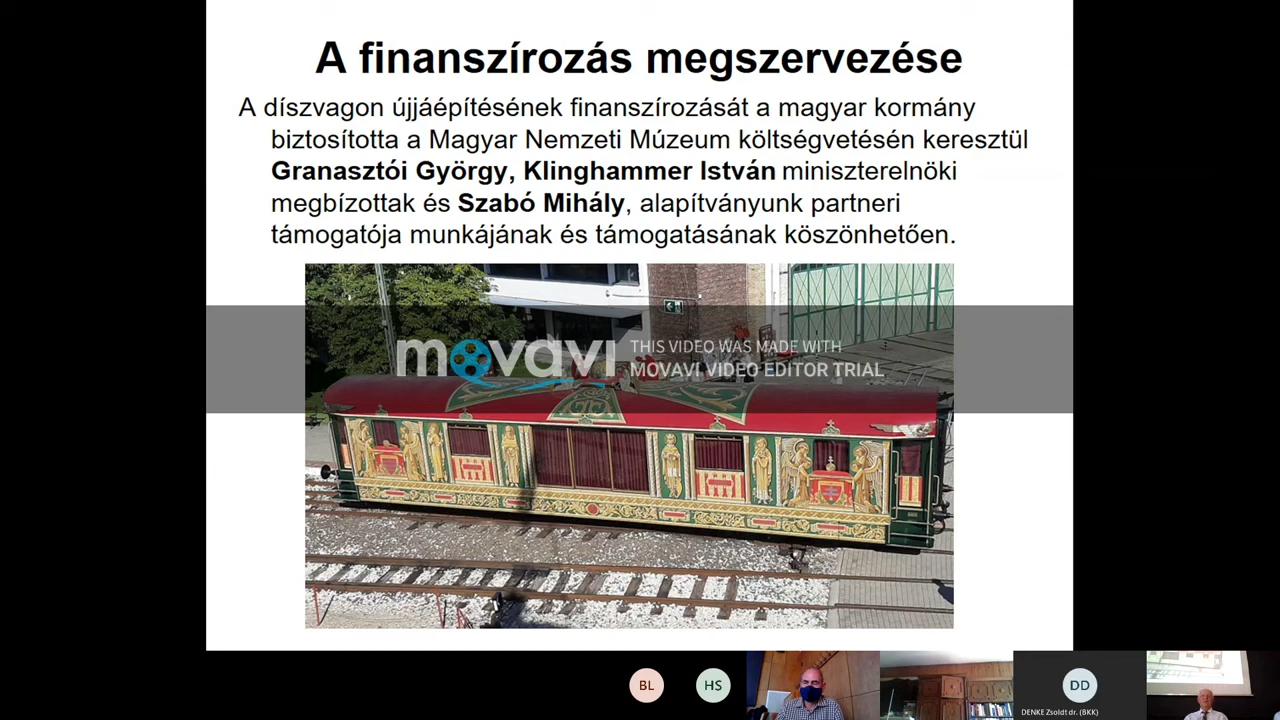 A finanszírozás megszervezése
A díszvagon újjáépítésének finanszírozását a magyar kormány
biztosította a Magyar Nemzeti Múzeum költségvetésén keresztül
Granasztói György, Klinghammer István miniszterelnöki
megbízottak és Szabó Mihály, alapítványunk partneri
támogatója munkájának és támogatásának köszönhetően.
movavi
THIS VIDEO WAS MADE WITH
MOVAVI VIDEO EDITOR TRIAL
BL
HS
DD
DENKE Zsoldt dr. (BKK)